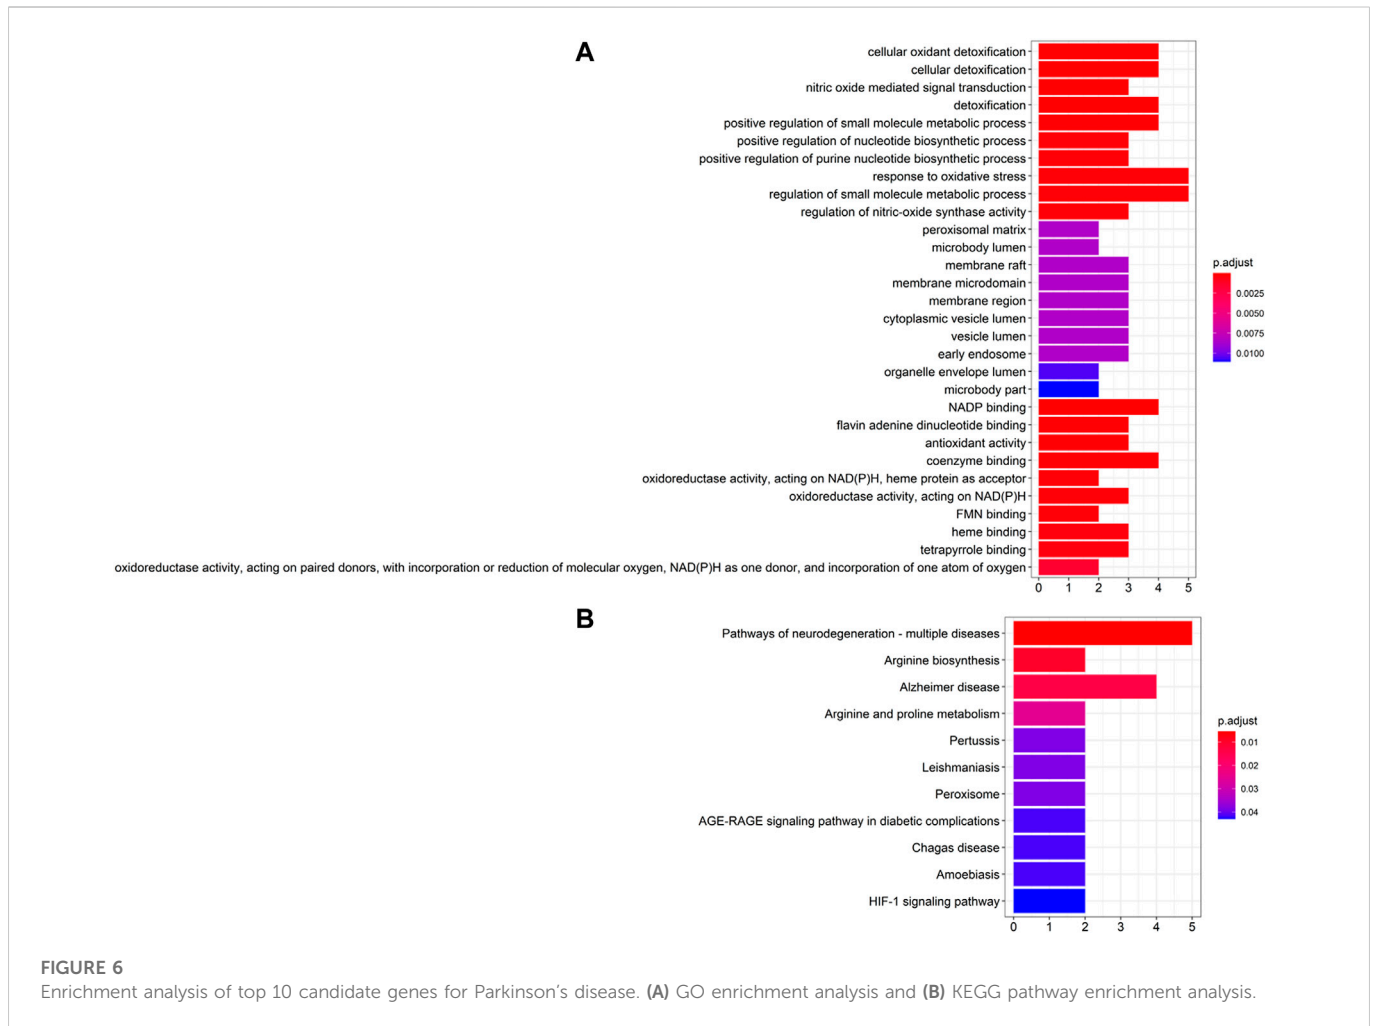 A
cellular oxidant detoxification
cellular detoxification
nitric oxide mediated signal transduction
detoxification
positive regulation of small molecule metabolic process
positive regulation of nucleotide biosynthetic process
positive regulation of purine nucleotide biosynthetic process
response to oxidative stress
regulation of small molecule metabolic process
regulation of nitric-oxide synthase activity
peroxisomal matrix
microbody lumen
membrane raft
membrane microdomain
membrane region
cytoplasmic vesicle lumen
vesicle lumen
early endosome
organelle envelope lumen
microbody part
NADP binding
flavin adenine dinucleotide binding
antioxidant activity
coenzyme binding
oxidoreductase activity, acting on NAD(P)H, heme protein as acceptor
oxidoreductase activity, acting on NAD(P)H
FMN binding
heme binding
tetrapyrrole binding
oxidoreductase activity, acting on paired donors, with incorporation or reduction of molecular oxygen, NAD(P)H as one donor, and incorporation of one atom of oxygen
0 1 2 3 4 5
p.adjust
0.0025
0.0050
0.0075
0.0100
B
Pathways of neurodegeneration - multiple diseases
Arginine biosynthesis
Alzheimer disease
Arginine and proline metabolism
Pertussis
Leishmaniasis
Peroxisome
AGE-RAGE signaling pathway in diabetic complications
Chagas disease
Amoebiasis
HIF-1 signaling pathway
0 1 2 3 4 5
p.adjust
0.01
0.02
0.03
0.04
FIGURE 6
Enrichment analysis of top 10 candidate genes for Parkinson's disease. (A) GO enrichment analysis and (B) KEGG pathway enrichment analysis.